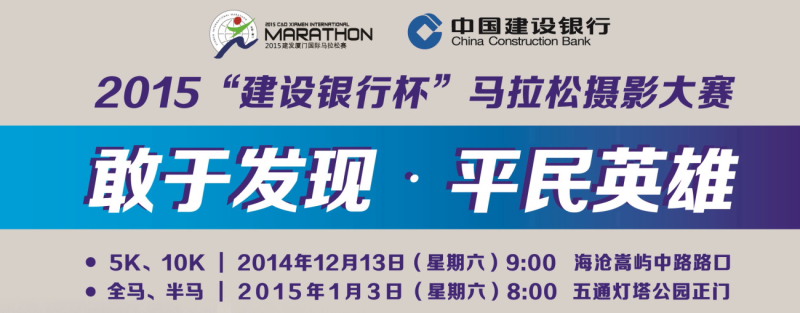 2015 C&D XIAMEN INTERNATIONAL
MARATHON
2015建发厦门国际马拉松赛
中国建设银行
China Construction Bank
2015“建设银行杯”马拉松摄影大赛
敢于发现·平民英雄
• 5K、10K | 2014年12月13日（星期六）9:00 海沧嵩屿中路路口
• 全马、半马 | 2015年1月3日（星期六）8:00 五通灯塔公园正门